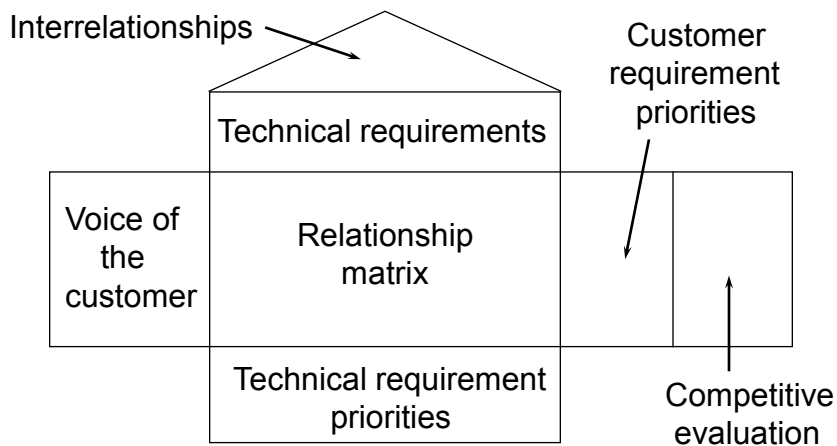 Interrelationships
Customer
requirement
priorities
Technical requirements
Voice of
the
customer
Relationship
matrix
Technical requirement
priorities
Competitive
evaluation